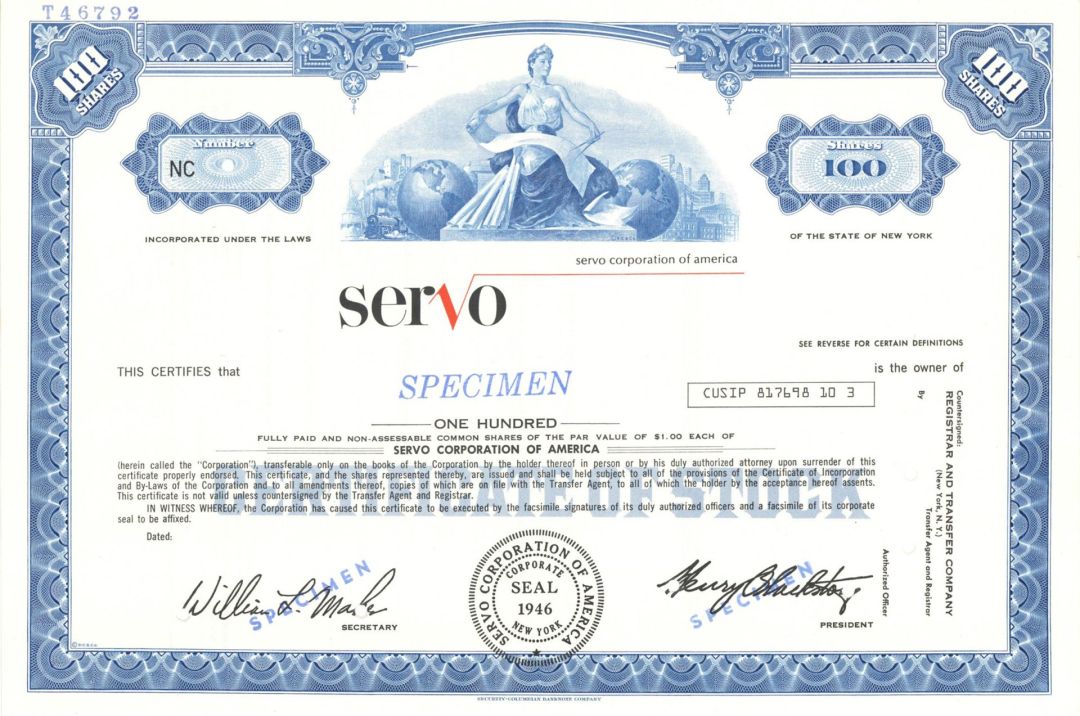 T46792
100 SHARES
100 SHARES
Number
NC
Shares
100
INCORPORATED UNDER THE LAWS
OF THE STATE OF NEW YORK
servo corporation of america
servo
SEE REVERSE FOR CERTAIN DEFINITIONS
THIS CERTIFIES that
SPECIMEN
is the owner of
CUSIP 817698 10 3
ONE HUNDRED
FULLY PAID AND NON-ASSESSABLE COMMON SHARES OF THE PAR VALUE OF $1.00 EACH OF
SERVO CORPORATION OF AMERICA
CERTIFICATE OF STOCK
(herein called the "Corporation"), transferable only on the books of the Corporation by the holder thereof in person or by his duly authorized attorney upon surrender of this
certificate properly endorsed. This certificate, and the shares represented thereby, are issued and shall be held subject to all of the provisions of the Certificate of Incorporation
and By-Laws of the Corporation and to all amendments thereof, copies of which are on file with the Transfer Agent, to all of which the holder by the acceptance hereof assents.
This certificate is not valid unless countersigned by the Transfer Agent and Registrar.
IN WITNESS WHEREOF, the Corporation has caused this certificate to be executed by the facsimile signatures of its duly authorized officers and a facsimile of its corporate
seal to be affixed.
Dated:
Countersigned:
REGISTRAR AND TRANSFER COMPANY
(New York, N. Y.)
Transfer Agent and Registrar
By
Authorized Officer
William L.
SPECIMEN
SECRETARY
SERVO CORPORATION OF AMERICA
CORPORATE
SEAL
1946
NEW YORK
Henry Blackstone
SPECIMEN
PRESIDENT
SECURITY-COLUMBIAN BANKNOTE COMPANY